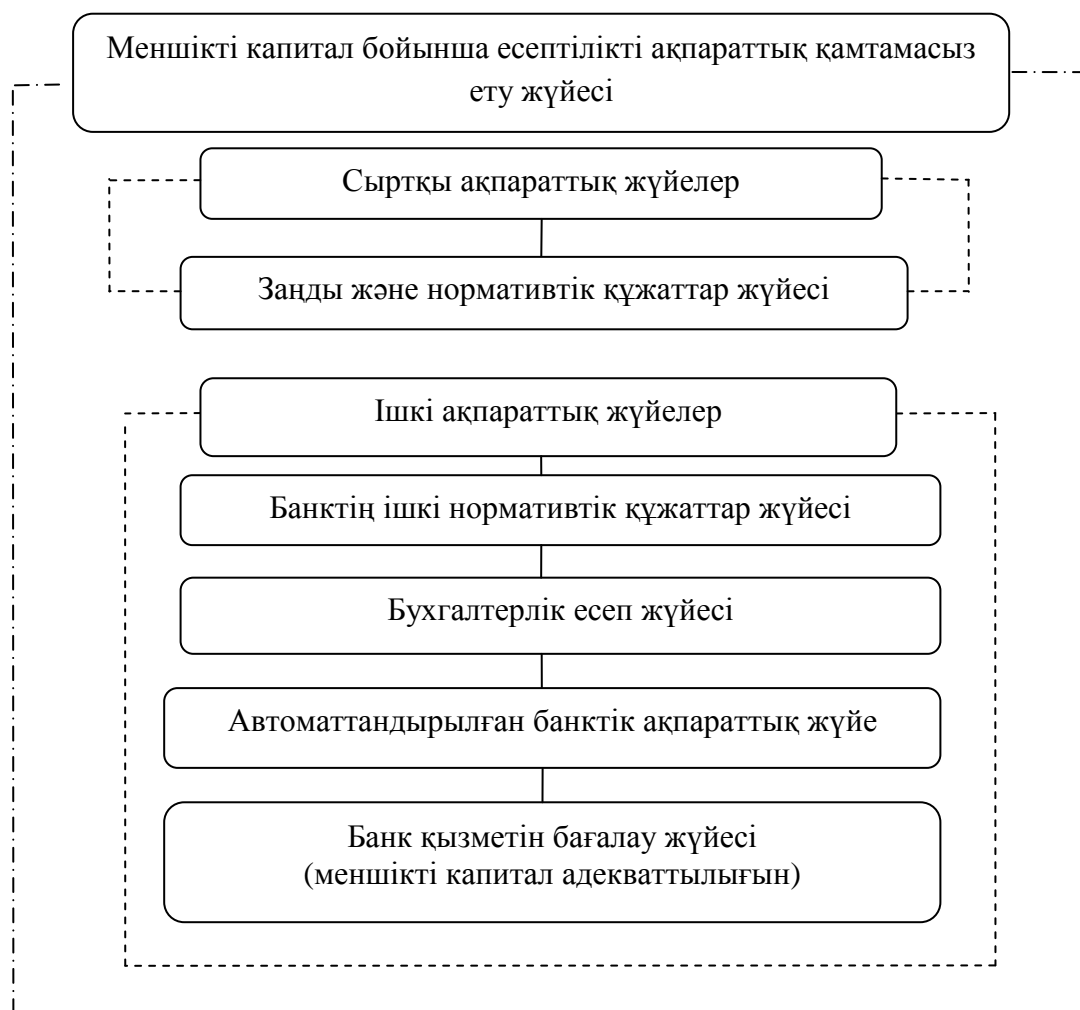 Меншікті капитал бойынша есептілікті ақпараттық қамтамасыз
ету жүйесі
Сыртқы ақпараттық жүйелер
Заңды және нормативтік құжаттар жүйесі
Ішкі ақпараттық жүйелер
Банктің ішкі нормативтік құжаттар жүйесі
Бухгалтерлік есеп жүйесі
Автоматтандырылған банктік ақпараттық жүйе
Банк қызметін бағалау жүйесі
(меншікті капитал адекваттылығын)